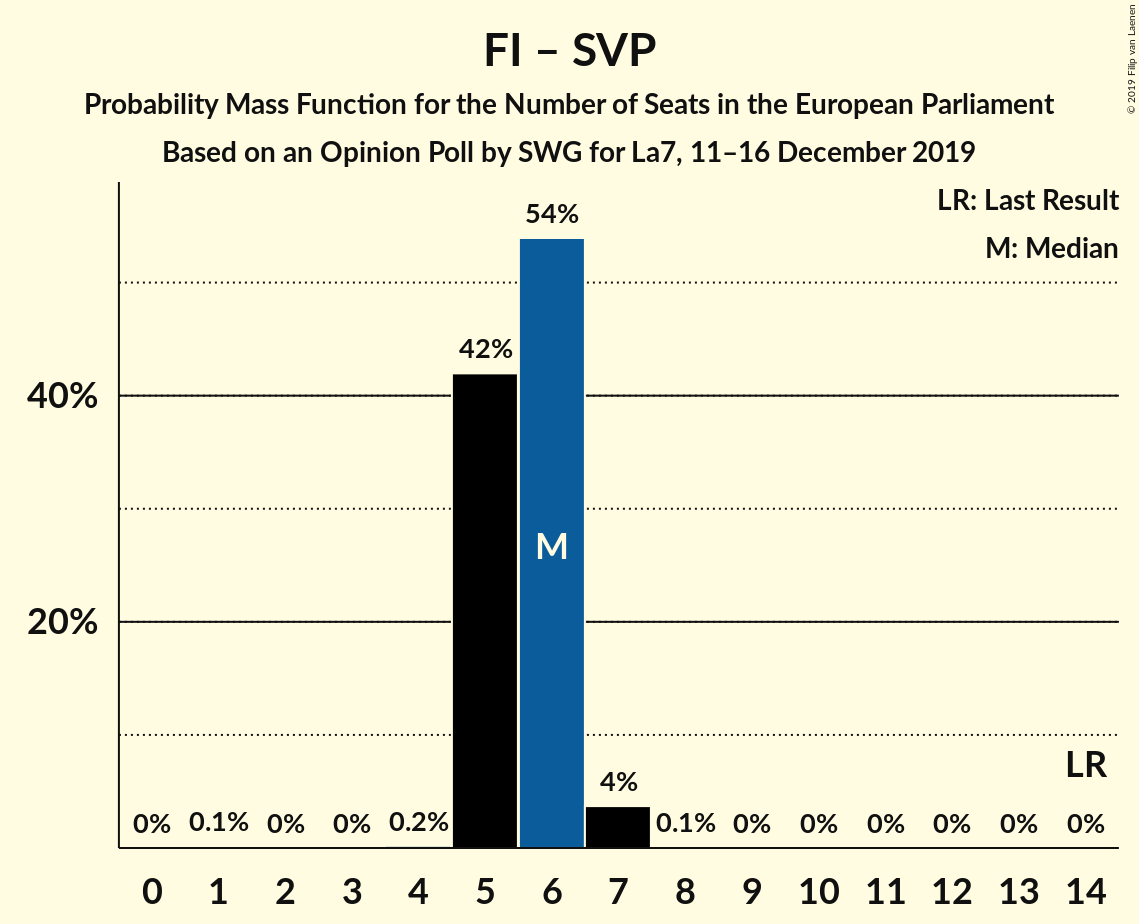 FI – SVP
Probability Mass Function for the Number of Seats in the European Parliament
Based on an Opinion Poll by SWG for La7, 11–16 December 2019
© 2019 Filip van Laenen
LR: Last Result
M: Median
54%
42%
40%
M
20%
LR
4%
0% 0.1% 0% 0% 0.2% 0.1% 0% 0% 0% 0% 0% 0%
0 1 2 3 4 5 6 7 8 9 10 11 12 13 14